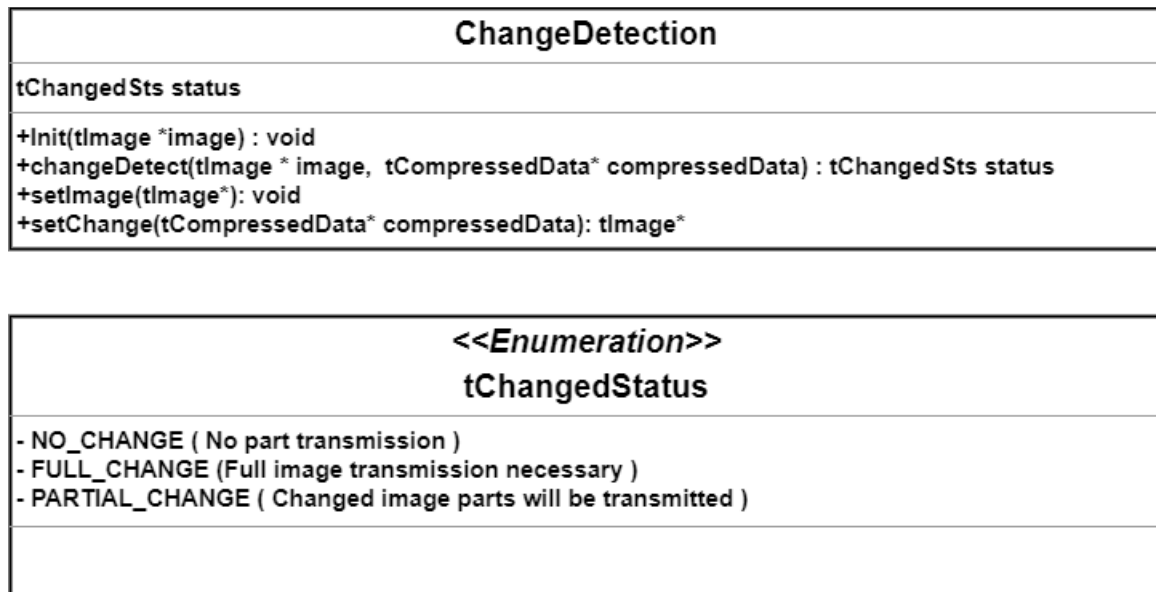 ChangeDetection
tChangedSts status
+Init(tImage *image) : void
+changeDetect(tImage * image, tCompressedData* compressedData) : tChangedSts status
+setImage(tImage*): void
+setChange(tCompressedData* compressedData): tImage*
<<Enumeration>>
tChangedStatus
- NO_CHANGE ( No part transmission )
- FULL_CHANGE (Full image transmission necessary )
- PARTIAL_CHANGE ( Changed image parts will be transmitted )